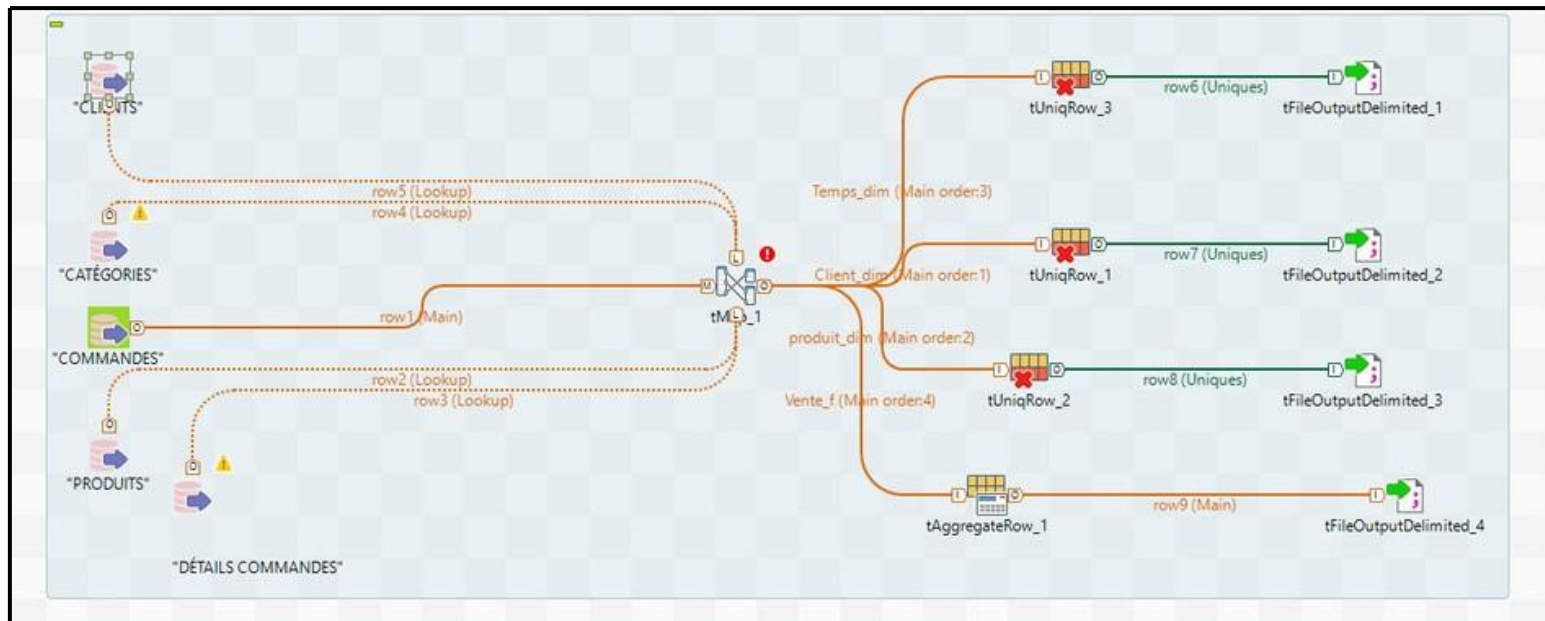 "CLIENTS"
tUniqRow_3
row6 (Uniques)
tFileOutputDelimited_1
row5 (Lookup)
Temps_dim (Main order:3)
row4 (Lookup)
"CATÉGORIES"
Client_dim (Main order:1)
tUniqRow_1
row7 (Uniques)
tFileOutputDelimited_2
row1 (Main)
tMap_1
"COMMANDES"
produit_dim (Main order:2)
row2 (Lookup)
row3 (Lookup)
Vente_f (Main order:4)
tUniqRow_2
row8 (Uniques)
tFileOutputDelimited_3
"PRODUITS"
tAggregateRow_1
row9 (Main)
tFileOutputDelimited_4
"DÉTAILS COMMANDES"